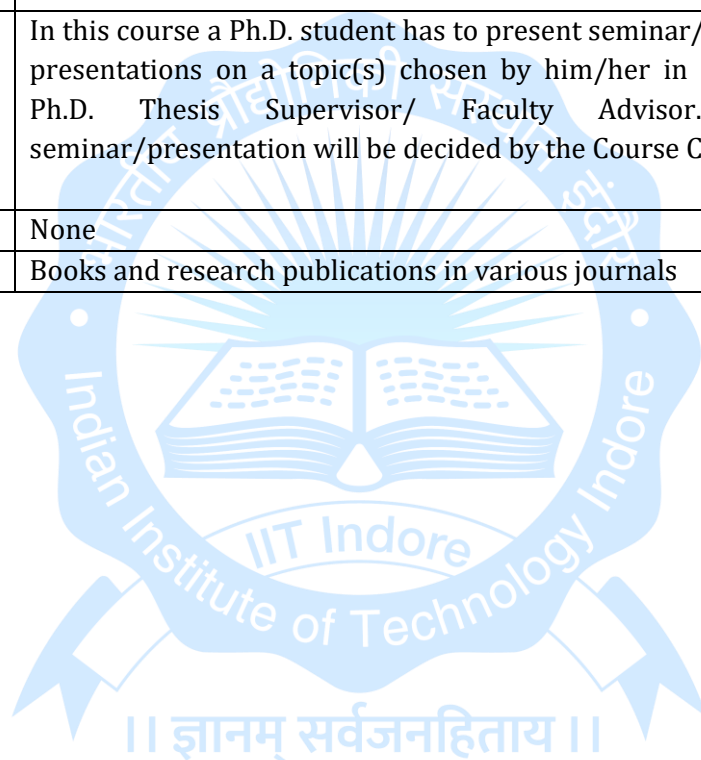 In this course a Ph.D. student has to present seminar/
presentations on a topic(s) chosen by him/her in
Ph.D. Thesis Supervisor/ Faculty Advisor.
seminar/presentation will be decided by the Course C
None
Books and research publications in various journals
भारतीय प्रौद्योगिकी संस्थान इंदौर
Indian Institute of Technology Indore
IIT Indore
।। ज्ञानम् सर्वजनहिताय ।।